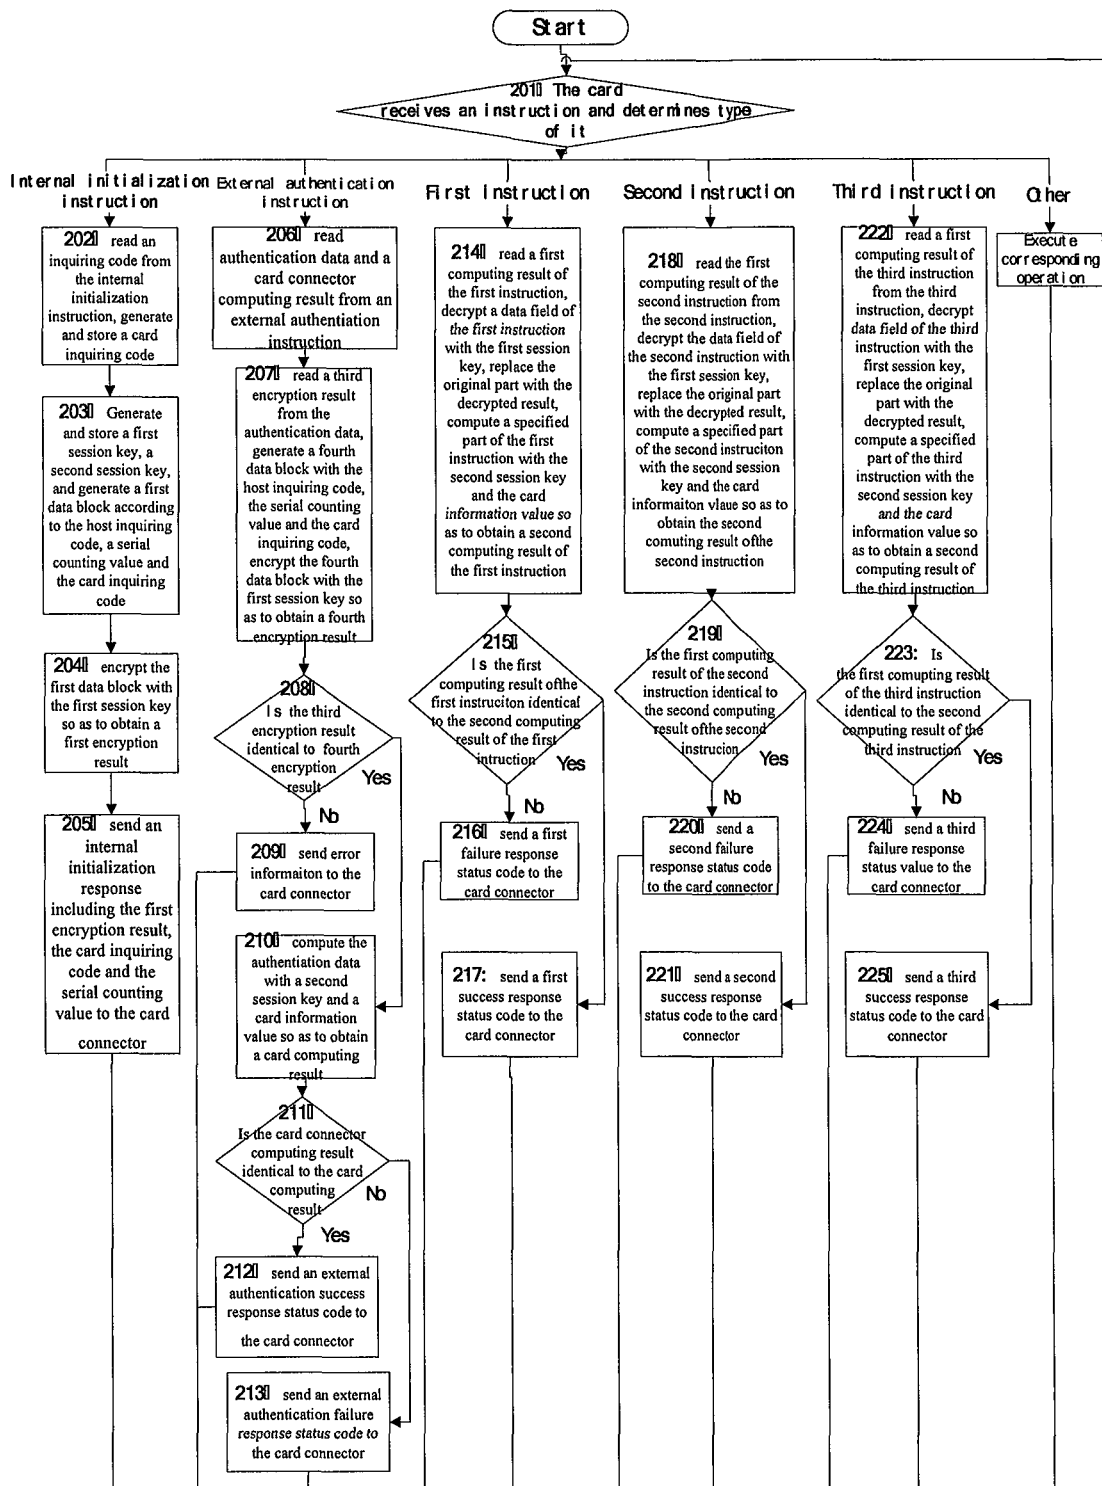 Start
201 The card
receives an instruction and determines type
of it
Internal initialization
instruction
External authentication
instruction
First instruction
Second instruction
Third instruction
Other
202 read an
inquiring code from
the internal
initialization
instruction, generate
and store a card
inquiring code
203 Generate
and store a first
session key, a
second session key,
and generate a first
data block according
to the host inquiring
code, a serial
counting value and
the card inquiring
code
204 encrypt the
first data block with
the first session key
so as to obtain a
first encryption
result
205 send an
internal
initialization
response
including the first
encryption result,
the card inquiring
code and the
serial counting
value to the card
connector
206 read
authentication data and a
card connector
computing result from an
external authentiation
instruction
207 read a third
encryption result
from the
authentication data,
generate a fourth
data block with the
host inquiring code,
the serial counting
value and the card
inquiring code,
encrypt the fourth
data block with the
first session key so
as to obtain a fourth
encryption result
208
Is the third
encryption result
identical to fourth
encryption
result
Yes
No
209 send error
informaiton to the
card connector
210 compute the
authentiation data
with a second
session key and a
card information
value so as to obtain
a card computing
result
211
Is the card connector
computing result
identical to the card
computing
result
No
Yes
212 send an external
authentication success
response status code to
the card connector
213 send an external
authentication failure
response status code to
the card connector
214 read a first
computing result of
the first instruction,
decrypt a data field of
the first instruction
with the first session
key, replace the
original part with the
decrypted result,
compute a specified
part of the first
instruction with the
second session key
and the card
information value so
as to obtain a second
computing result of
the first instruction
215
Is the first
computing result ofthe
first instruciton identical
to the second computing
result of the first
intruction
Yes
No
216 send a first
failure response
status code to the
card connector
217: send a first
success response
status code to the
card connector
218 read the first
computing result of the
second instruction from
the second instruction,
decrypt the data field of
the second instruction with
the first session key,
replace the original part
with the decrypted result,
compute a specified part
of the second instruciton
with the second session
key and the card
informaiton vlaue so as to
obtain the second
comuting result ofthe
second instruction
219
Is the first computing
result of the second
instruction identical to
the second computing
result ofthe second
instrucion
Yes
No
220 send a
second failure
response status code
to the card connector
221 send a second
success response
status code to the card
connector
222 read a first
computing result of
the third instruction
from the third
instruction, decrypt
data field of the third
instruction with the
first session key,
replace the original
part with the
decrypted result,
compute a specified
part of the third
instruction with the
second session key
and the card
information value so
as to obtain a second
computing result of
the third instruction
223: Is
the first comupting result
of the third instruction
identical to the second
computing result of the
third instruction
Yes
No
224 send a third
failure response
status value to the
card connector
225 send a third
success response
status code to the card
connector
Execute
corresponding
operation